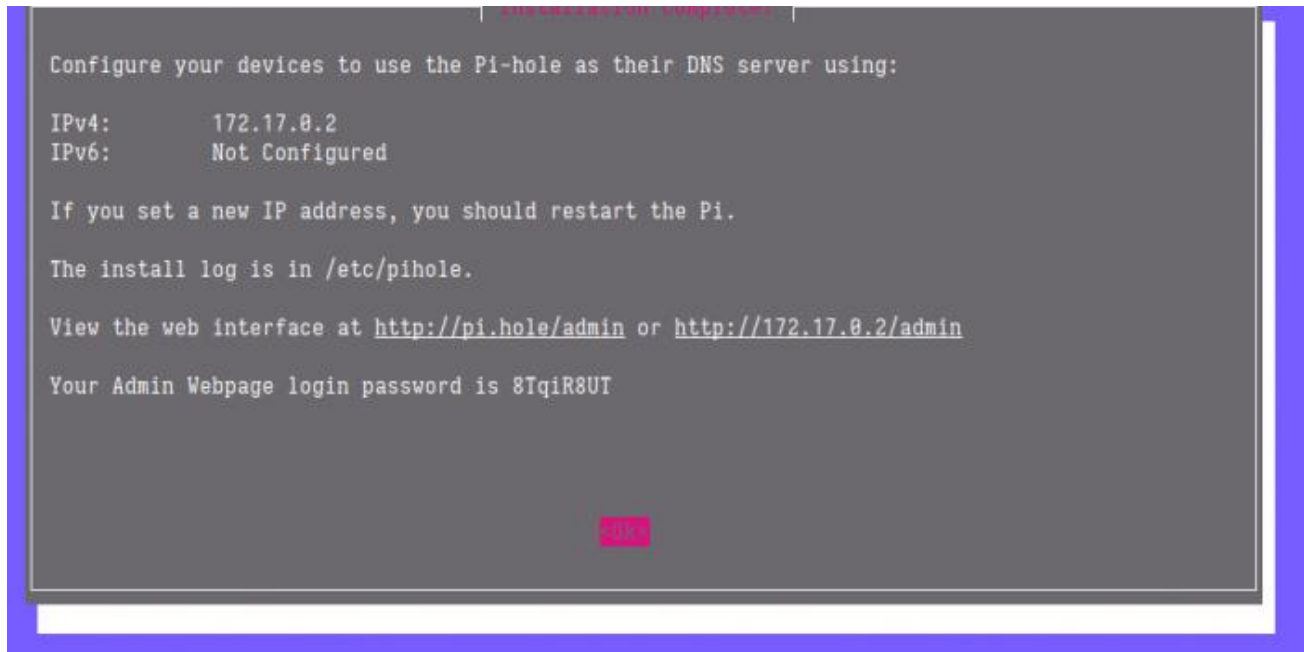 Installation Complete!
Configure your devices to use the Pi-hole as their DNS server using:
IPv4: 172.17.0.2
IPv6: Not Configured
If you set a new IP address, you should restart the Pi.
The install log is in /etc/pihole.
View the web interface at http://pi.hole/admin or http://172.17.0.2/admin
Your Admin Webpage login password is 8TqiR8UT
<Ok>